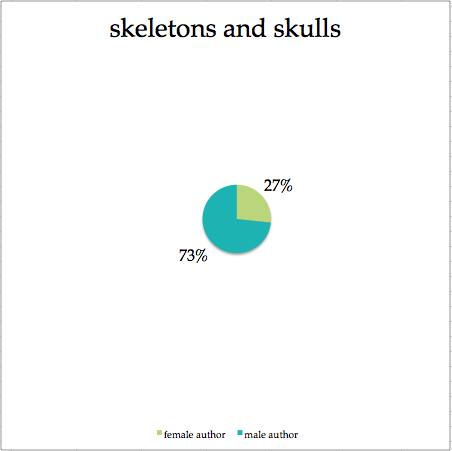 skeletons and skulls
27%
73%
female author male author